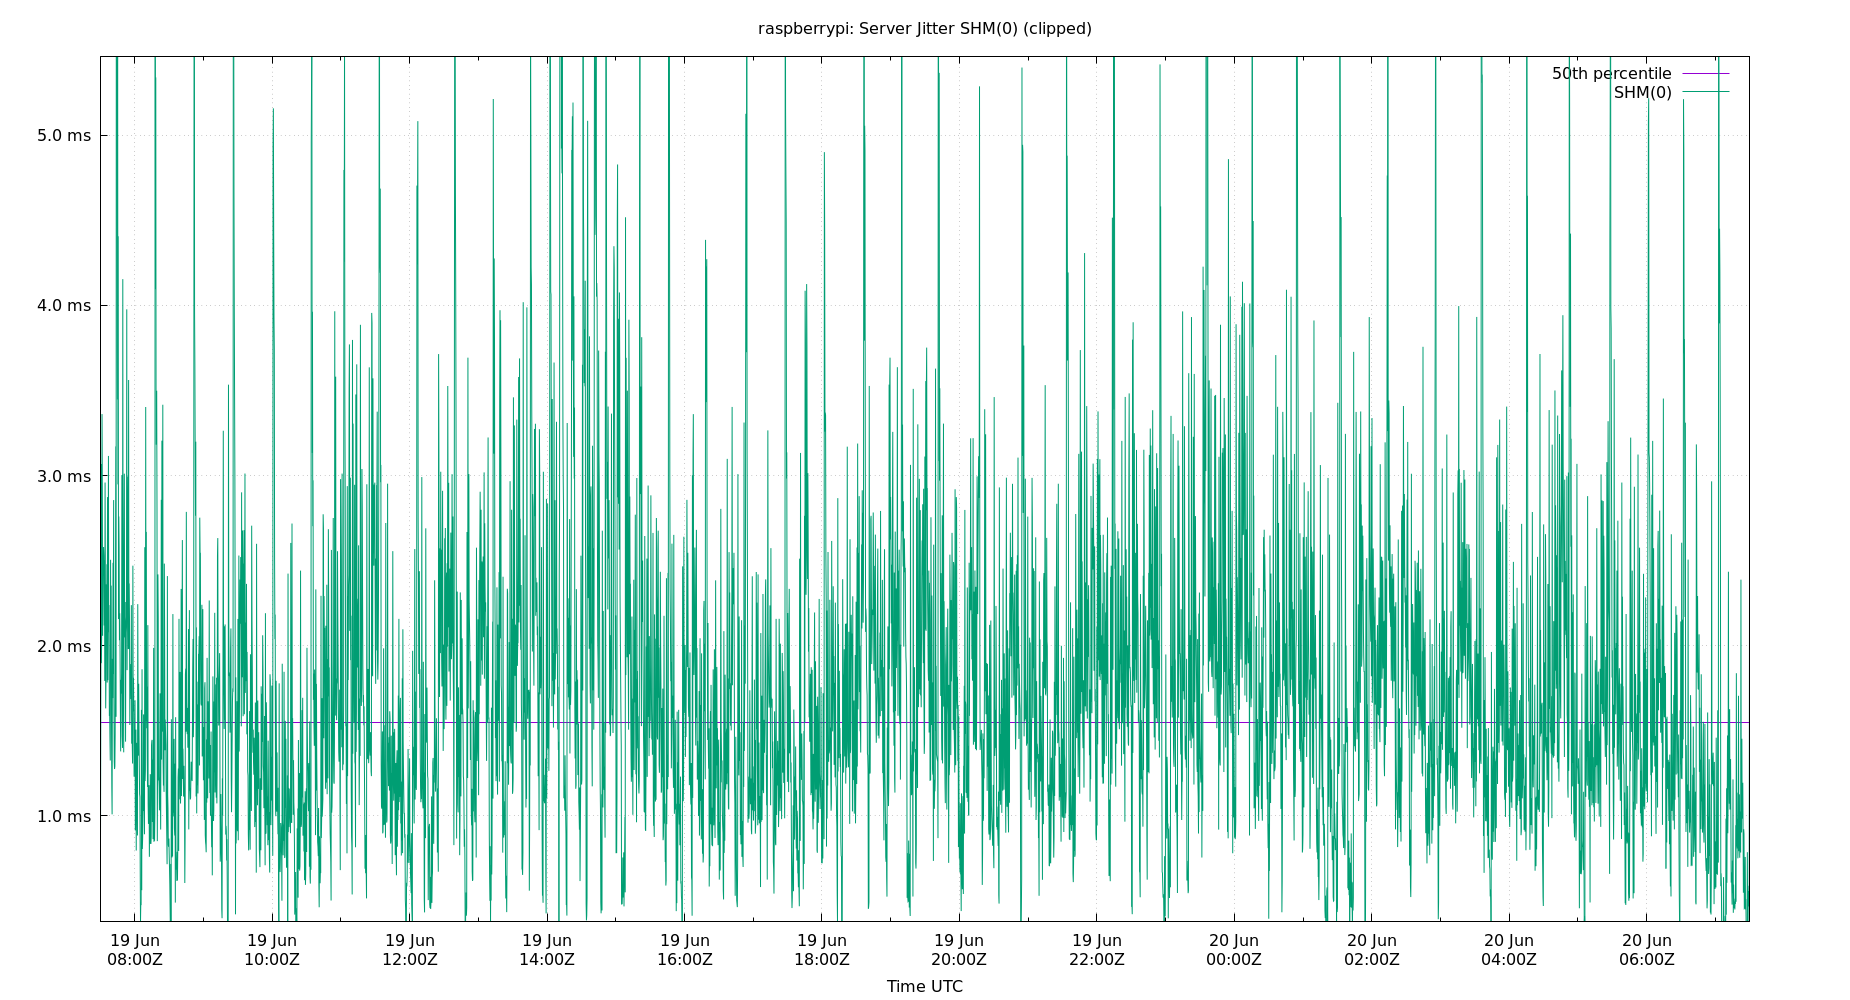 raspberrypi: Server Jitter SHM(0) (clipped)
50th percentile
SHM(0)
5.0 ms
4.0 ms
3.0 ms
2.0 ms
1.0 ms
19 Jun 19 Jun 19 Jun 19 Jun 19 Jun 19 Jun 19 Jun 19 Jun 20 Jun 20 Jun 20 Jun 20 Jun
08:00Z 10:00Z 12:00Z 14:00Z 16:00Z 18:00Z 20:00Z 22:00Z 00:00Z 02:00Z 04:00Z 06:00Z
Time UTC